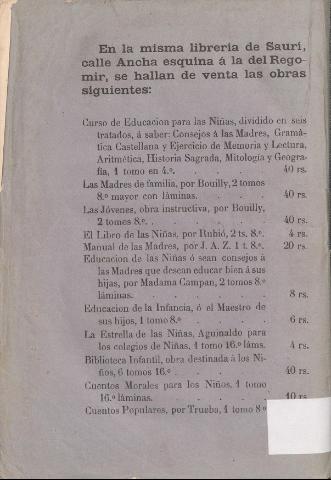 En la misma libreria de Sauri,
calle Ancha esquina á la del Rego-
mir, se hallan de venta las obras
siguientes:
Curso de Educacion para las Niñas, dividido en seis
tratados, á saber: Consejos á las Madres, Gramá-
tica Castellana y Ejercicio de Memoria y Lectura,
Aritmética, Historia Sagrada, Mitología y Geogra-
fia, 1 tomo en 4.º. . . . . 40 rs.
Las Madres de familia, por Bouilly, 2 tomos
8.º mayor con láminas. . . . 40 rs.
Las Jóvenes, obra instructiva, por Bouilly,
2 tomos 8.º. . . . . . 40 rs.
El Libro de las Niñas, por Rubió, 2 ts. 8.º. 4 rs.
Manual de las Madres, por J. A. Z. 1 t. 8.º. 20 rs.
Educacion de las Niñas ó sean consejos á
las Madres que desean educar bien á sus
hijas, por Madama Campan, 2 tomos 8.º
láminas. . . . . . 8 rs.
Educacion de la Infancia, ó el Maestro de
sus hijos, 1 tomo 8.º . . . . 6 rs.
La Estrella de las Niñas, Aguinaldo para
los colegios de Niñas, 1 tomo 16.º láms. 4 rs.
Biblioteca Infantil, obra destinada à los Ni-
ños, 6 tomos 16.º . . . . 40 rs.
Cuentos Morales para los Niños, 1 tomo
16.º láminas. . . . . 10 rs.
Cuentos Populares, por Trueba, 1 tomo 8º